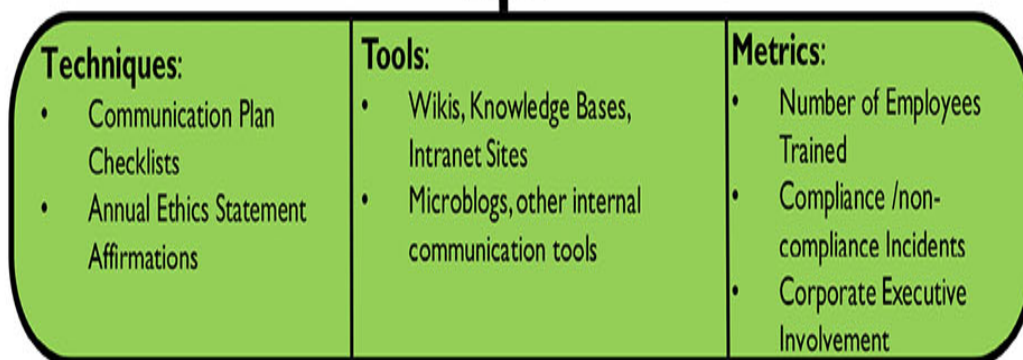 Techniques:
• Communication Plan
Checklists
• Annual Ethics Statement
Affirmations
Tools:
• Wikis, Knowledge Bases,
Intranet Sites
• Microblogs, other internal
communication tools
Metrics:
• Number of Employees
Trained
• Compliance /non-
compliance Incidents
• Corporate Executive
Involvement